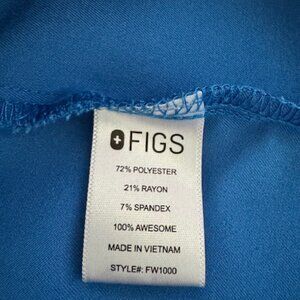 FIGS
72% POLYESTER
21% RAYON
7% SPANDEX
100% AWESOME
MADE IN VIETNAM
STYLE#: FW1000